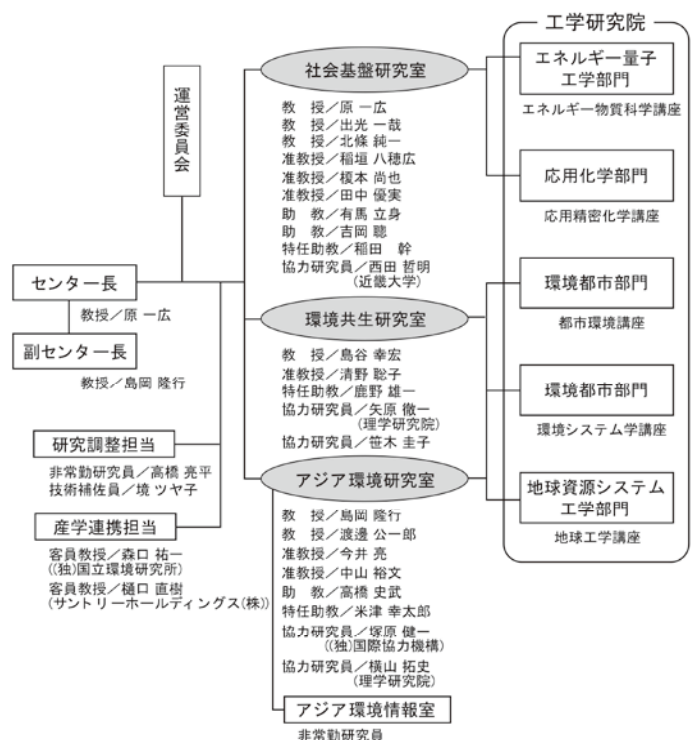 運営委員会
センター長
教授／原 一広
副センター長
教授／島岡 隆行
研究調整担当
非常勤研究員／高橋 亮平
技術補佐員／境 ツヤ子
産学連携担当
客員教授／森口 祐一
((独)国立環境研究所)
客員教授／樋口 直樹
(サントリーホールディングス(株))
社会基盤研究室
教　授／原 一広
教　授／出光 一哉
教　授／北條 純一
准教授／稲垣 八穂広
准教授／榎本 尚也
准教授／田中 優実
助　教／有馬 立身
助　教／吉岡 聰
特任助教／稲田　幹
協力研究員／西田 哲明
(近畿大学)
環境共生研究室
教　授／島谷 幸宏
准教授／清野 聡子
特任助教／鹿野 雄一
協力研究員／矢原 徹一
(理学研究院)
協力研究員／笹木 圭子
アジア環境研究室
教　授／島岡 隆行
教　授／渡邊 公一郎
准教授／今井 亮
准教授／中山 裕文
助　教／高橋 史武
特任助教／米津 幸太郎
協力研究員／塚原 健一
((独)国際協力機構)
協力研究員／横山 拓史
(理学研究院)
アジア環境情報室
非常勤研究員
工学研究院
エネルギー量子
工学部門
エネルギー物質科学講座
応用化学部門
応用精密化学講座
環境都市部門
都市環境講座
環境都市部門
環境システム学講座
地球資源システム
工学部門
地球工学講座